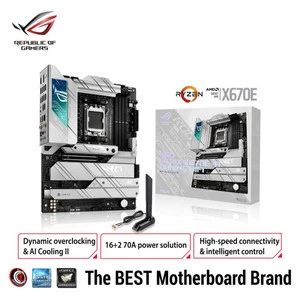 REPUBLIC OF
GAMERS
RYZEN
AMD
X670E
Dynamic overclocking
& AI Cooling II
16+2 70A power solution
High-speed connectivity
& intelligent control
The BEST Motherboard Brand